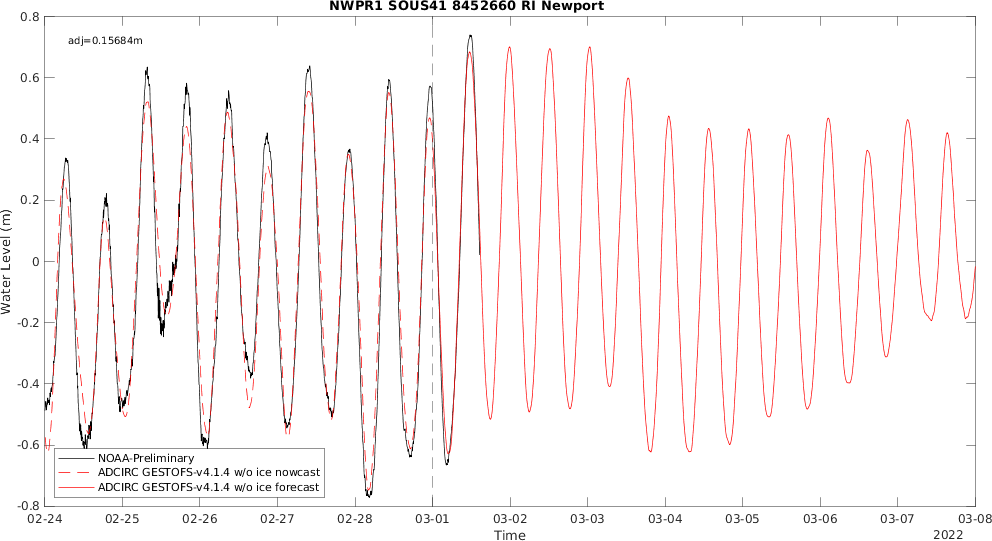 NWPR1 SOUS41 8452660 RI Newport
adj=0.15684m
0.8
0.6
0.4
0.2
0
-0.2
-0.4
-0.6
-0.8
Water Level (m)
NOAA-Preliminary
ADCIRC GESTOFS-v4.1.4 w/o ice nowcast
ADCIRC GESTOFS-v4.1.4 w/o ice forecast
02-24 02-25 02-26 02-27 02-28 03-01 03-02 03-03 03-04 03-05 03-06 03-07 03-08
Time
2022